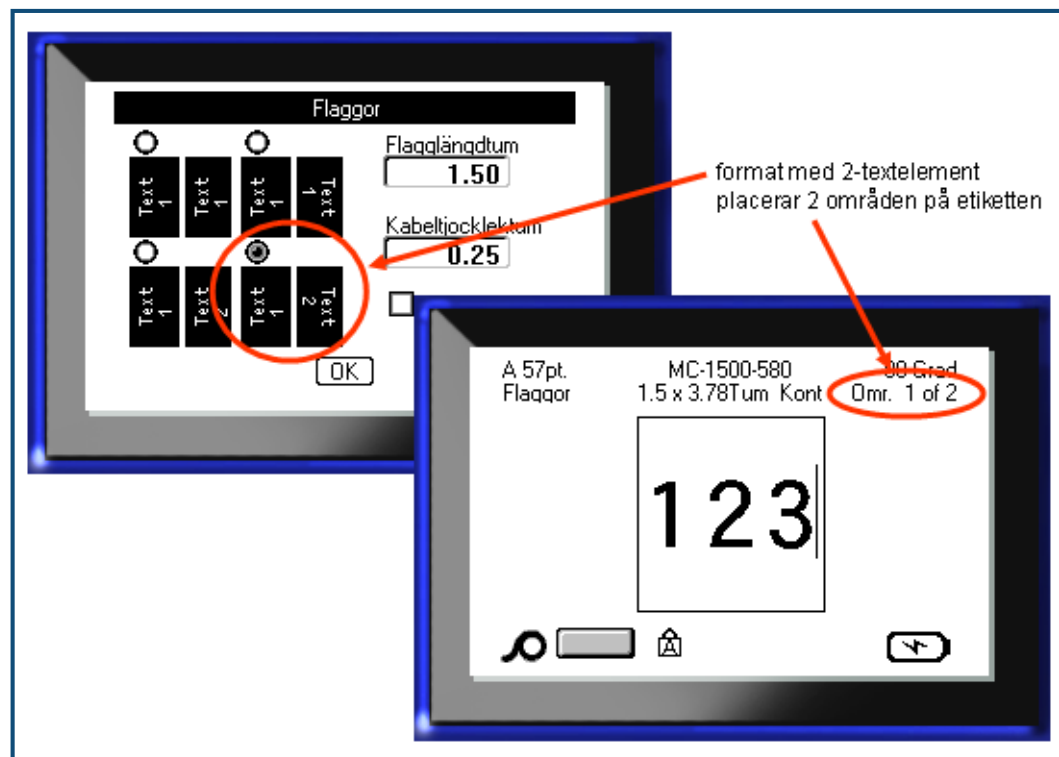 Flaggor
Flagglängdtum
1.50
Text 1
Text 1
Text 1
Text 1
Kabeltjocklektum
0.25
Text 1
Text 2
Text 1
Text 2
OK
format med 2-textelement
placerar 2 områden på etiketten
A 57pt. MC-1500-580 00 Grad
Flaggor 1.5 x 3.78Tum Kont Omr. 1 of 2
123
A